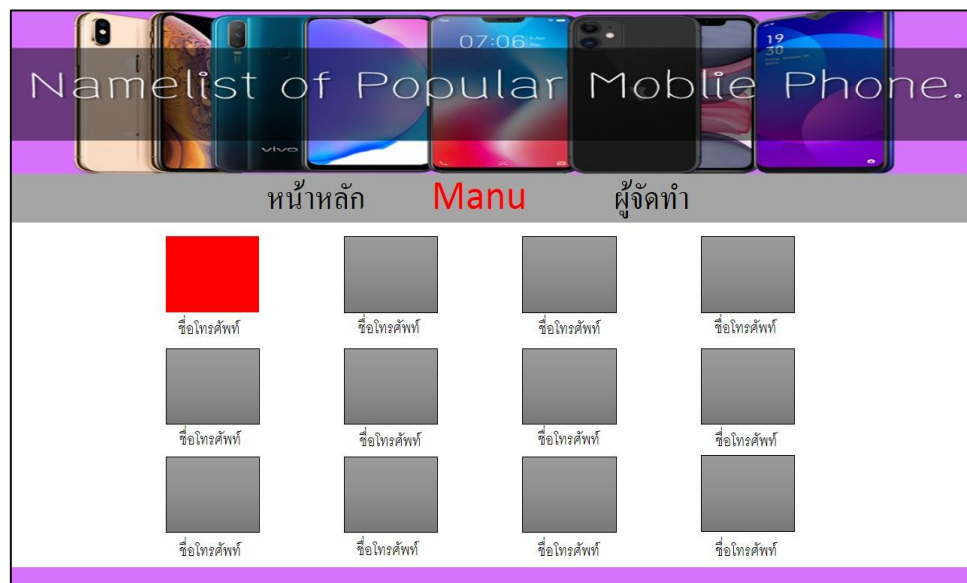 07:06
19
30
vivo
Namelist of Popular Moblie Phone.
หน้าหลัก Manu ผู้จัดทำ
ชื่อโทรศัพท์ ชื่อโทรศัพท์ ชื่อโทรศัพท์ ชื่อโทรศัพท์
ชื่อโทรศัพท์ ชื่อโทรศัพท์ ชื่อโทรศัพท์ ชื่อโทรศัพท์
ชื่อโทรศัพท์ ชื่อโทรศัพท์ ชื่อโทรศัพท์ ชื่อโทรศัพท์